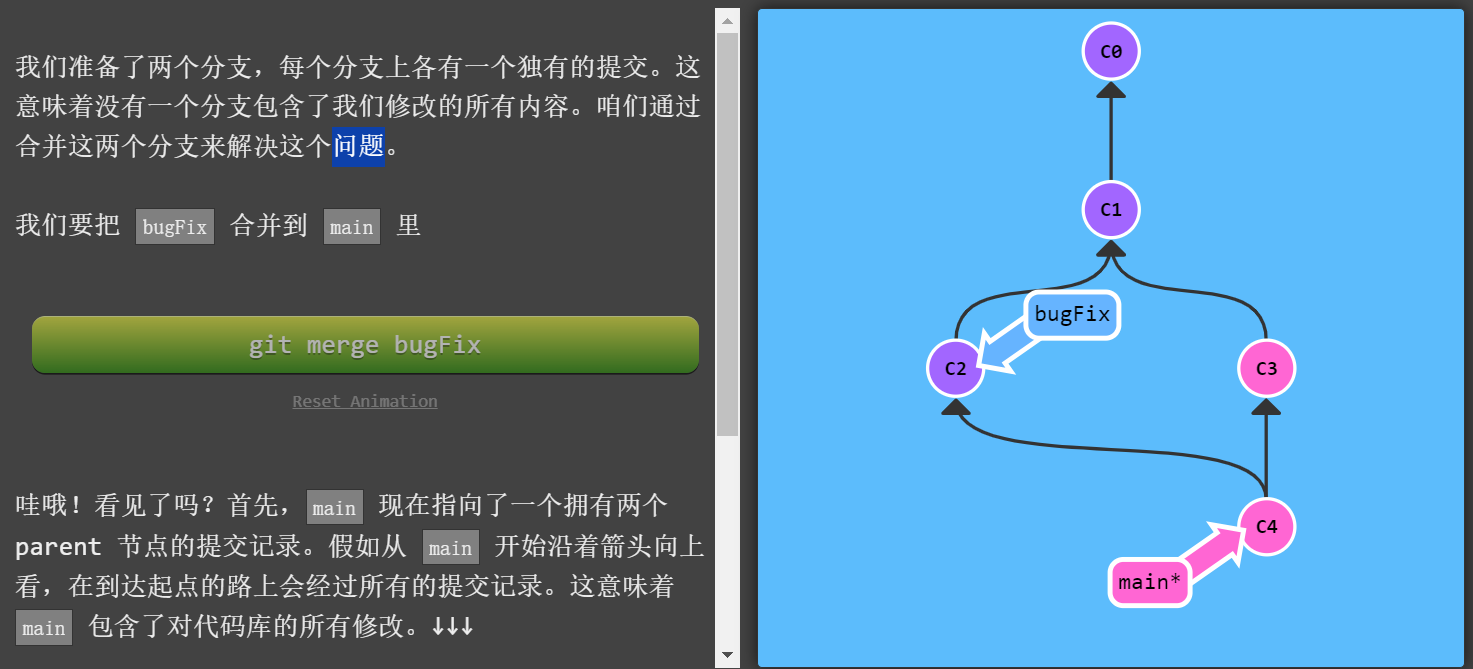 我们准备了两个分支，每个分支上各有一个独有的提交。这
意味着没有一个分支包含了我们修改的所有内容。咱们通过
合并这两个分支来解决这个问题。
我们要把 bugFix 合并到 main 里
git merge bugFix
Reset Animation
哇哦！看见了吗？首先，main 现在指向了一个拥有两个
parent 节点的提交记录。假如从 main 开始沿着箭头向上
看，在到达起点的路上会经过所有的提交记录。这意味着
main 包含了对代码库的所有修改。↓↓↓
C0
C1
bugFix
C2
C3
C4
main*